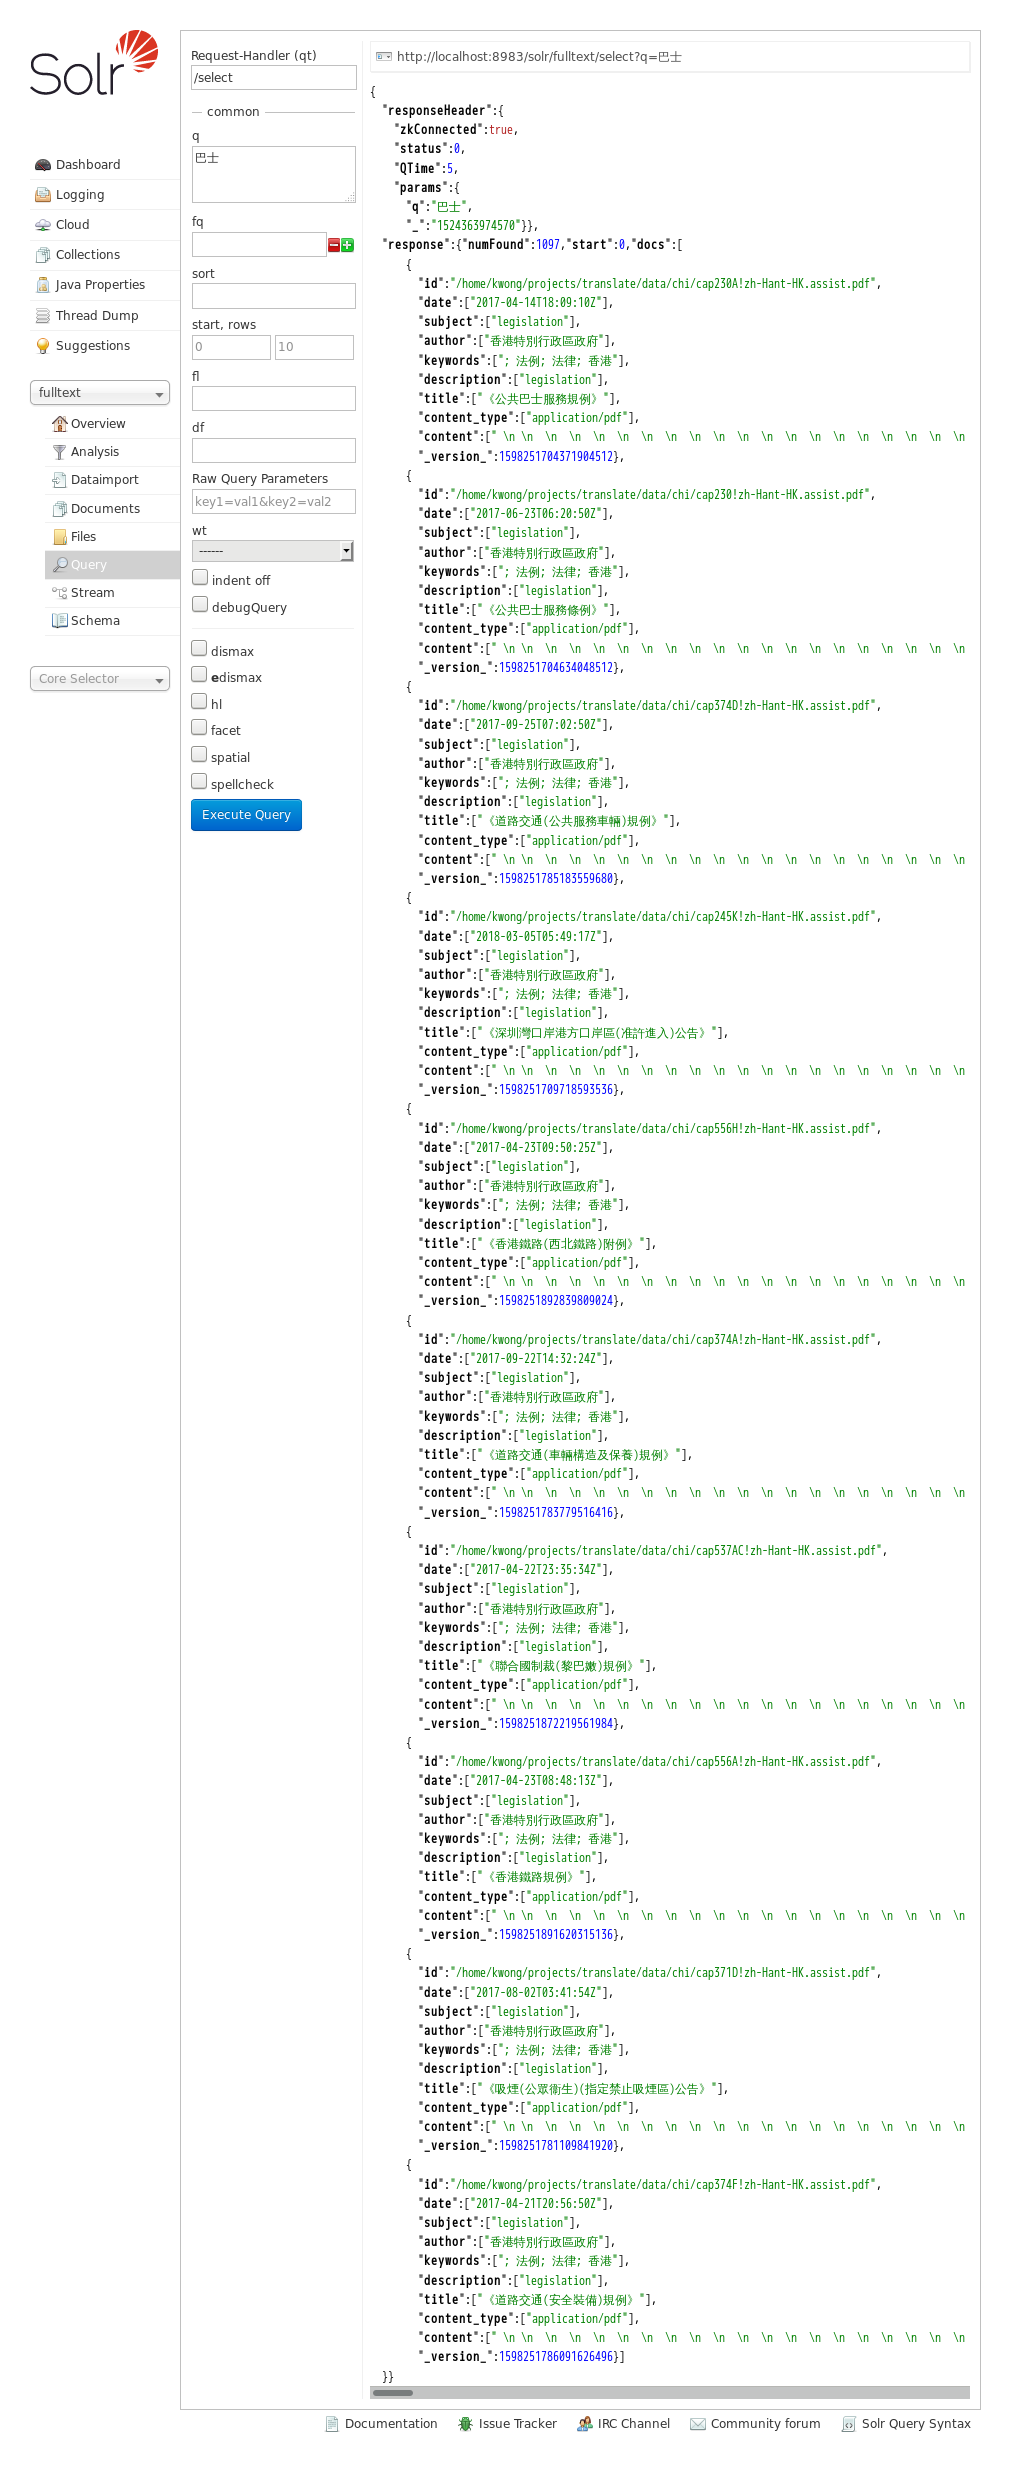 Solr
Dashboard
Logging
Cloud
Collections
Java Properties
Thread Dump
Suggestions
fulltext
Overview
Analysis
Dataimport
Documents
Files
Query
Stream
Schema
Core Selector
Request-Handler (qt)
/select
common
q
巴士
fq
sort
start, rows
0 10
fl
df
Raw Query Parameters
key1=val1&key2=val2
wt
------
indent off
debugQuery
dismax
edismax
hl
facet
spatial
spellcheck
Execute Query
http://localhost:8983/solr/fulltext/select?q=巴士
{
"responseHeader":{
"zkConnected":true,
"status":0,
"QTime":5,
"params":{
"q":"巴士",
"_":"1524363974570"}},
"response":{"numFound":1097,"start":0,"docs":[
{
"id":"/home/kwong/projects/translate/data/chi/cap230A!zh-Hant-HK.assist.pdf",
"date":["2017-04-14T18:09:10Z"],
"subject":["legislation"],
"author":["香港特別行政區政府"],
"keywords":["; 法例; 法律; 香港"],
"description":["legislation"],
"title":["《公共巴士服務規例》"],
"content_type":["application/pdf"],
"content":[" \n \n  \n  \n  \n  \n  \n  \n  \n  \n  \n  \n  \n  \n  \n  \n  \n  \n  \n  \n
"_version_":1598251704371904512},
{
"id":"/home/kwong/projects/translate/data/chi/cap230!zh-Hant-HK.assist.pdf",
"date":["2017-06-23T06:20:50Z"],
"subject":["legislation"],
"author":["香港特別行政區政府"],
"keywords":["; 法例; 法律; 香港"],
"description":["legislation"],
"title":["《公共巴士服務條例》"],
"content_type":["application/pdf"],
"content":[" \n \n  \n  \n  \n  \n  \n  \n  \n  \n  \n  \n  \n  \n  \n  \n  \n  \n  \n  \n
"_version_":1598251704634048512},
{
"id":"/home/kwong/projects/translate/data/chi/cap374D!zh-Hant-HK.assist.pdf",
"date":["2017-09-25T07:02:50Z"],
"subject":["legislation"],
"author":["香港特別行政區政府"],
"keywords":["; 法例; 法律; 香港"],
"description":["legislation"],
"title":["《道路交通(公共服務車輛)規例》"],
"content_type":["application/pdf"],
"content":[" \n \n  \n  \n  \n  \n  \n  \n  \n  \n  \n  \n  \n  \n  \n  \n  \n  \n  \n  \n
"_version_":1598251785183559680},
{
"id":"/home/kwong/projects/translate/data/chi/cap245K!zh-Hant-HK.assist.pdf",
"date":["2018-03-05T05:49:17Z"],
"subject":["legislation"],
"author":["香港特別行政區政府"],
"keywords":["; 法例; 法律; 香港"],
"description":["legislation"],
"title":["《深圳灣口岸港方口岸區(准許進入)公告》"],
"content_type":["application/pdf"],
"content":[" \n \n  \n  \n  \n  \n  \n  \n  \n  \n  \n  \n  \n  \n  \n  \n  \n  \n  \n  \n
"_version_":1598251709718593536},
{
"id":"/home/kwong/projects/translate/data/chi/cap556H!zh-Hant-HK.assist.pdf",
"date":["2017-04-23T09:50:25Z"],
"subject":["legislation"],
"author":["香港特別行政區政府"],
"keywords":["; 法例; 法律; 香港"],
"description":["legislation"],
"title":["《香港鐵路(西北鐵路)附例》"],
"content_type":["application/pdf"],
"content":[" \n \n  \n  \n  \n  \n  \n  \n  \n  \n  \n  \n  \n  \n  \n  \n  \n  \n  \n  \n
"_version_":1598251892839809024},
{
"id":"/home/kwong/projects/translate/data/chi/cap374A!zh-Hant-HK.assist.pdf",
"date":["2017-09-22T14:32:24Z"],
"subject":["legislation"],
"author":["香港特別行政區政府"],
"keywords":["; 法例; 法律; 香港"],
"description":["legislation"],
"title":["《道路交通(車輛構造及保養)規例》"],
"content_type":["application/pdf"],
"content":[" \n \n  \n  \n  \n  \n  \n  \n  \n  \n  \n  \n  \n  \n  \n  \n  \n  \n  \n  \n
"_version_":1598251783779516416},
{
"id":"/home/kwong/projects/translate/data/chi/cap537AC!zh-Hant-HK.assist.pdf",
"date":["2017-04-22T23:35:34Z"],
"subject":["legislation"],
"author":["香港特別行政區政府"],
"keywords":["; 法例; 法律; 香港"],
"description":["legislation"],
"title":["《聯合國制裁(黎巴嫩)規例》"],
"content_type":["application/pdf"],
"content":[" \n \n  \n  \n  \n  \n  \n  \n  \n  \n  \n  \n  \n  \n  \n  \n  \n  \n  \n  \n
"_version_":1598251872219561984},
{
"id":"/home/kwong/projects/translate/data/chi/cap556A!zh-Hant-HK.assist.pdf",
"date":["2017-04-23T08:48:13Z"],
"subject":["legislation"],
"author":["香港特別行政區政府"],
"keywords":["; 法例; 法律; 香港"],
"description":["legislation"],
"title":["《香港鐵路規例》"],
"content_type":["application/pdf"],
"content":[" \n \n  \n  \n  \n  \n  \n  \n  \n  \n  \n  \n  \n  \n  \n  \n  \n  \n  \n  \n
"_version_":1598251891620315136},
{
"id":"/home/kwong/projects/translate/data/chi/cap371D!zh-Hant-HK.assist.pdf",
"date":["2017-08-02T03:41:54Z"],
"subject":["legislation"],
"author":["香港特別行政區政府"],
"keywords":["; 法例; 法律; 香港"],
"description":["legislation"],
"title":["《吸煙(公眾衞生)(指定禁止吸煙區)公告》"],
"content_type":["application/pdf"],
"content":[" \n \n  \n  \n  \n  \n  \n  \n  \n  \n  \n  \n  \n  \n  \n  \n  \n  \n  \n  \n
"_version_":1598251781109841920},
{
"id":"/home/kwong/projects/translate/data/chi/cap374F!zh-Hant-HK.assist.pdf",
"date":["2017-04-21T20:56:50Z"],
"subject":["legislation"],
"author":["香港特別行政區政府"],
"keywords":["; 法例; 法律; 香港"],
"description":["legislation"],
"title":["《道路交通(安全裝備)規例》"],
"content_type":["application/pdf"],
"content":[" \n \n  \n  \n  \n  \n  \n  \n  \n  \n  \n  \n  \n  \n  \n  \n  \n  \n  \n  \n
"_version_":1598251786091626496}]
}}
Documentation Issue Tracker IRC Channel Community forum Solr Query Syntax